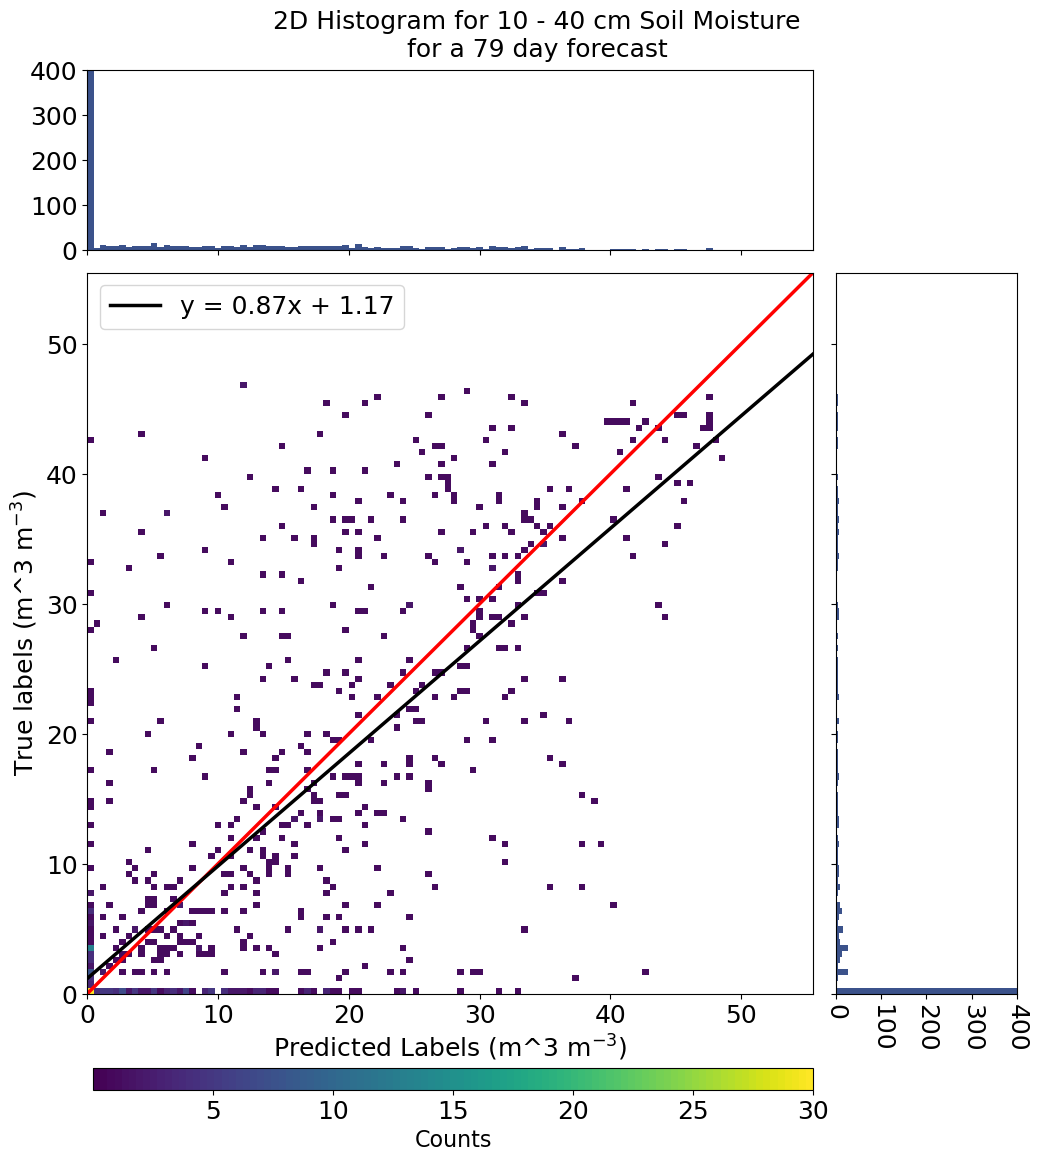 2D Histogram for 10 - 40 cm Soil Moisture
for a 79 day forecast
400
300
200
100
0
y = 0.87x + 1.17
50
40
30
20
10
0
True labels (m^3 m⁻³)
0 10 20 30 40 50
Predicted Labels (m^3 m⁻³)
0 100 200 300 400
5 10 15 20 25 30
Counts